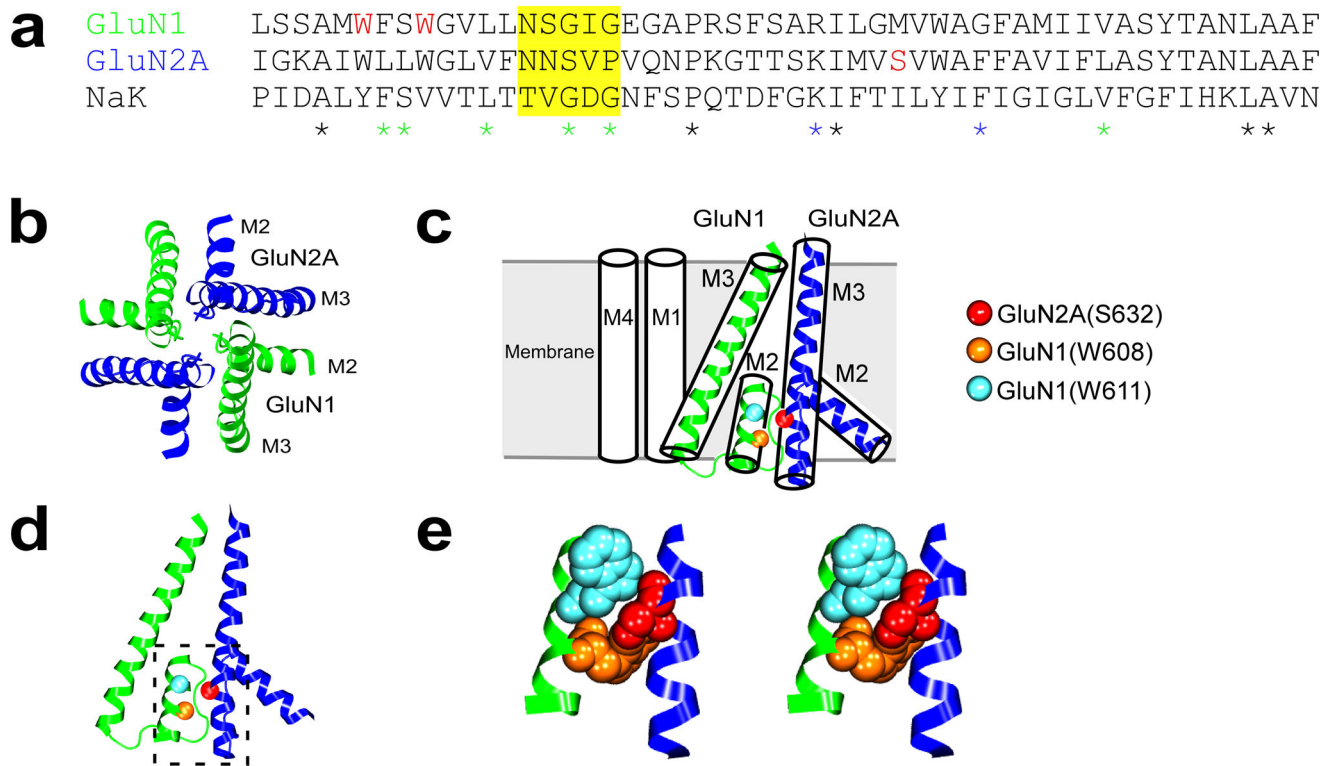 a
GluN1 LSSAMWFSWGVLLNSGIGEGAPRSFSARILGMVWAGFAMIIVASYTANLAAF
GluN2A IGKAIWLLWGLVFNNSVPVQNPKGTTSKIMVSVWAFFAVIFLASYTANLAAF
NaK PIDALYFSVVTLTTVGDGNFSPQTDFGKIFTILYIFIGIGLVFGFIHKLAVN
* * * * * * * * * * * * *
b
M2
GluN2A
M3
M2
GluN1
M3
c
GluN1 GluN2A
M3 M3
M4 M1
Membrane
M2 M2
GluN2A(S632)
GluN1(W608)
GluN1(W611)
d
e